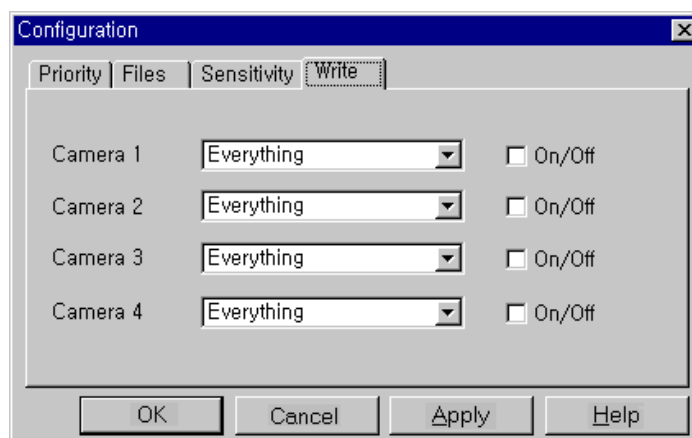 Configuration
Priority Files Sensitivity Write
Camera 1 Everything On/Off
Camera 2 Everything On/Off
Camera 3 Everything On/Off
Camera 4 Everything On/Off
OK Cancel Apply Help